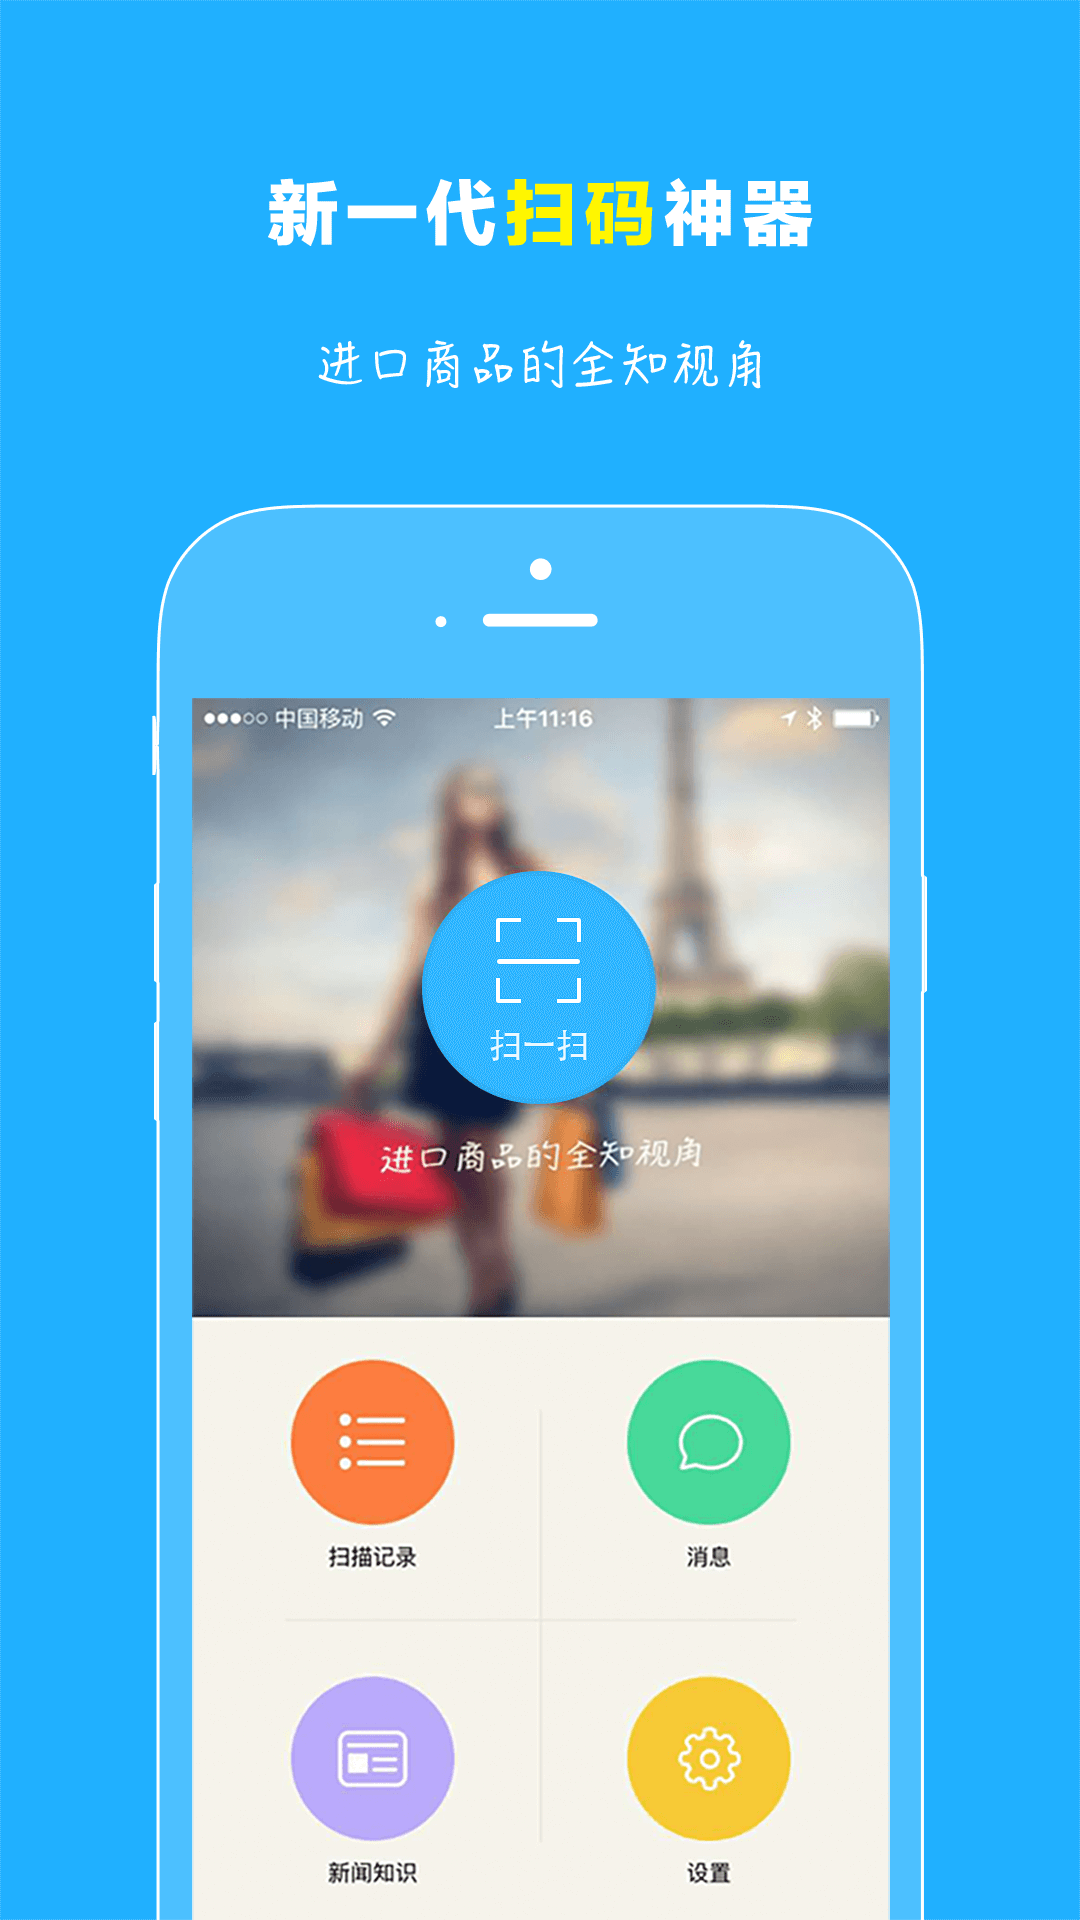 新一代扫码神器
进口商品的全知视角
中国移动 上午11:16
扫一扫
进口商品的全知视角
扫描记录 消息
新闻知识 设置